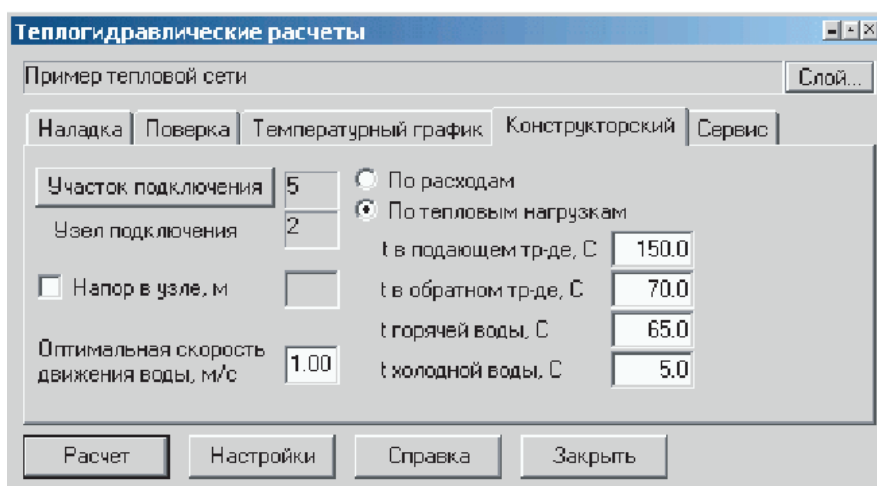 Теплогидравлические расчеты
Пример тепловой сети
Слой...
Наладка Поверка Температурный график Конструкторский Сервис
Участок подключения 5
Узел подключения 2
Напор в узле, м
Оптимальная скорость
движения воды, м/с 1.00
По расходам
По тепловым нагрузкам
t в подающем тр-де, С 150.0
t в обратном тр-де, С 70.0
t горячей воды, С 65.0
t холодной воды, С 5.0
Расчет Настройки Справка Закрыть